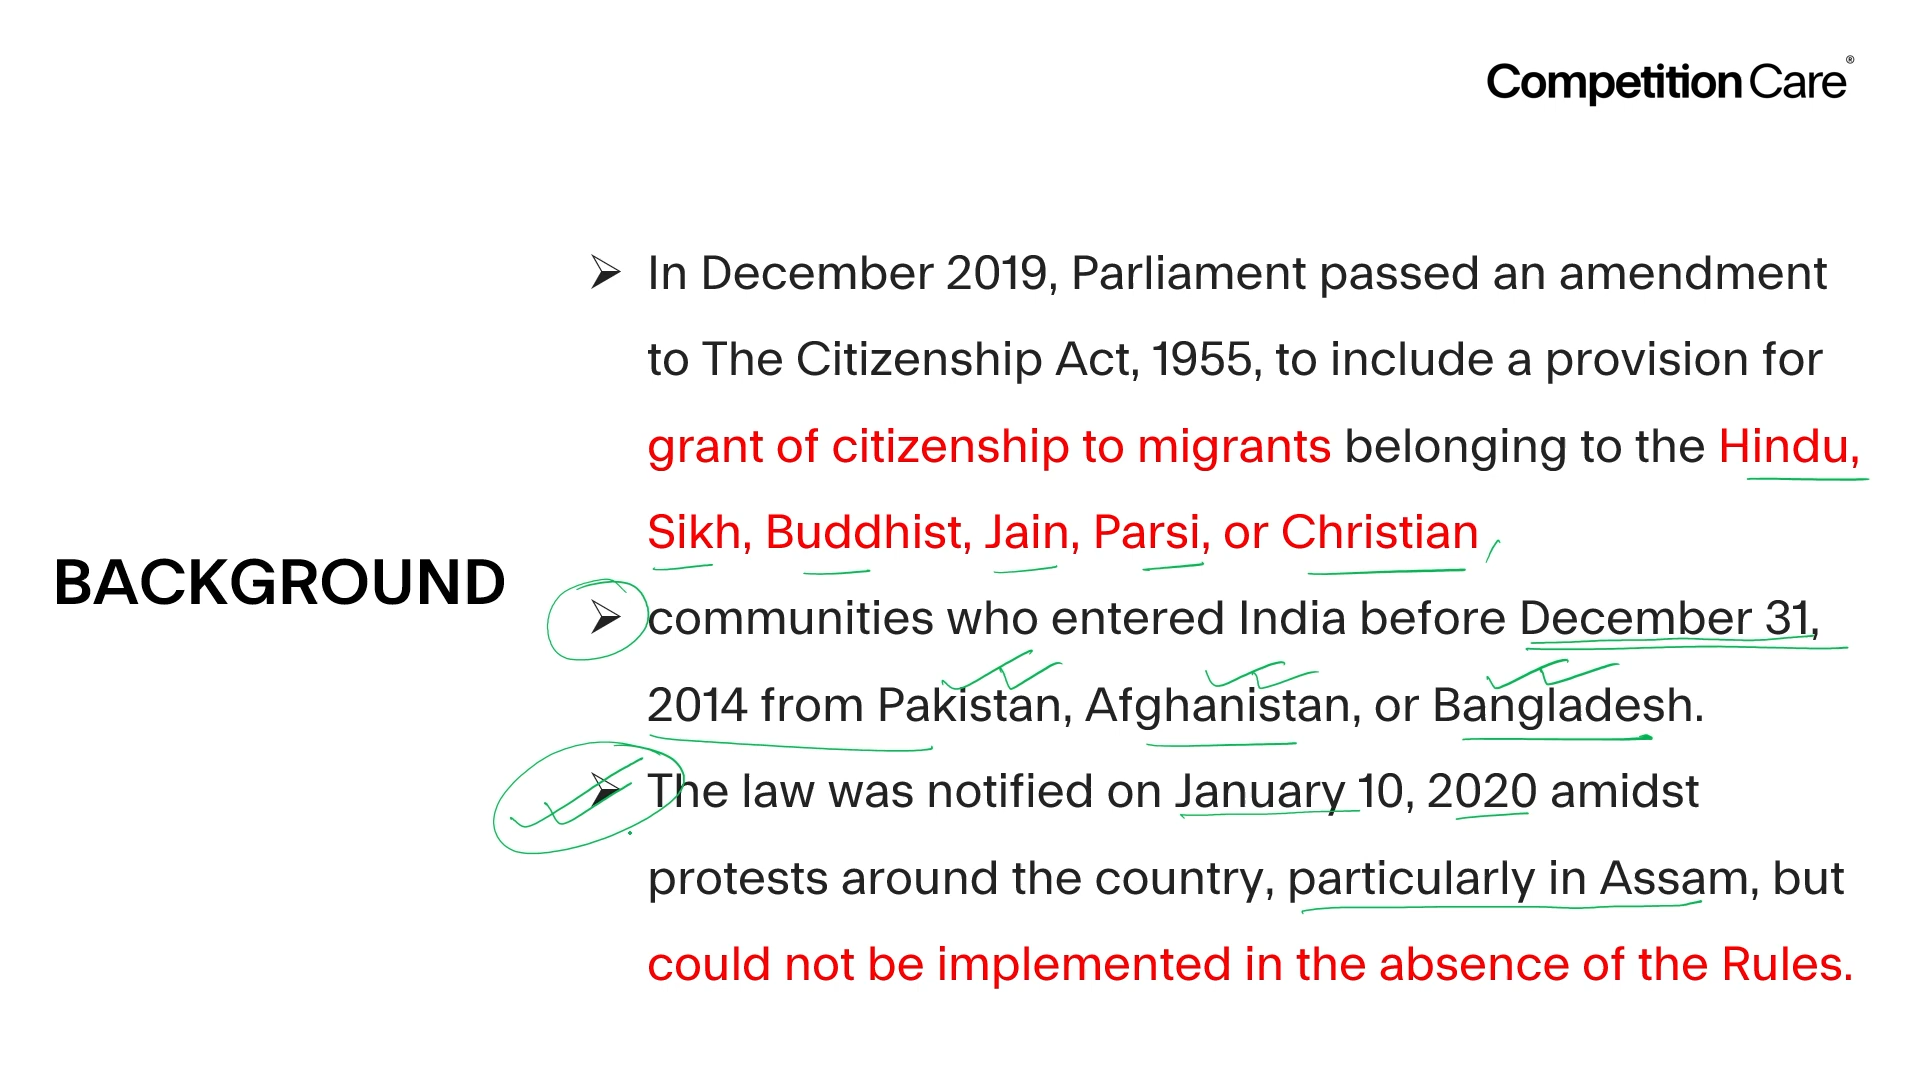 Competition Care®
BACKGROUND
➢ In December 2019, Parliament passed an amendment
to The Citizenship Act, 1955, to include a provision for
grant of citizenship to migrants belonging to the Hindu,
Sikh, Buddhist, Jain, Parsi, or Christian
➢ communities who entered India before December 31,
2014 from Pakistan, Afghanistan, or Bangladesh.
➢ The law was notified on January 10, 2020 amidst
protests around the country, particularly in Assam, but
could not be implemented in the absence of the Rules.